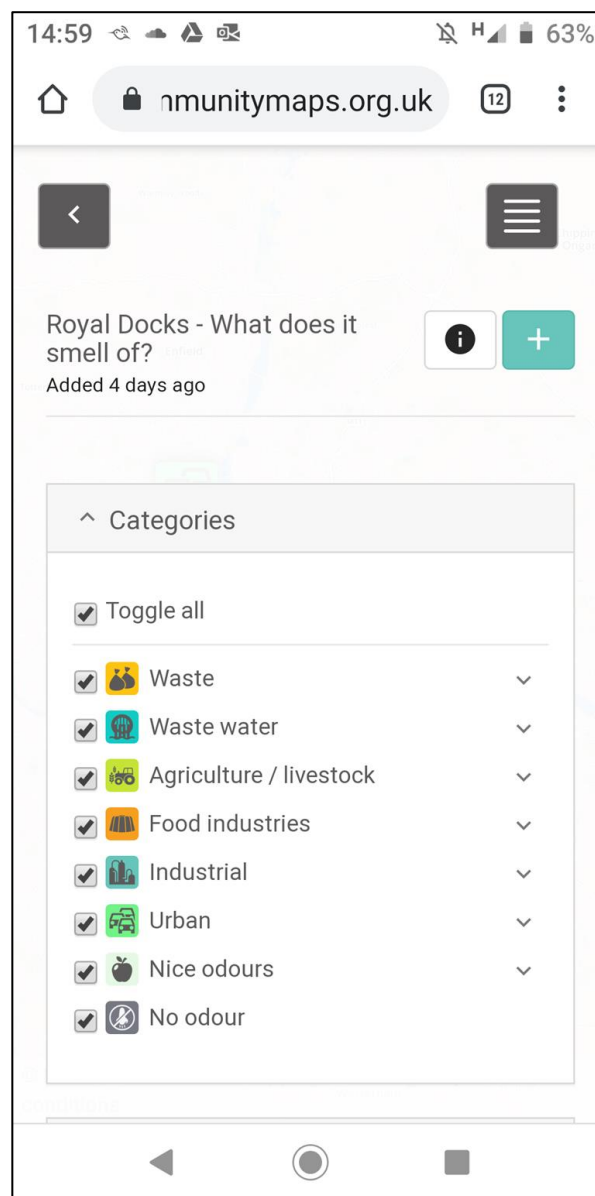 14:59
H
63%
nmunitymaps.org.uk
12
Royal Docks - What does it
smell of?
Added 4 days ago
Categories
Toggle all
Waste
Waste water
Agriculture / livestock
Food industries
Industrial
Urban
Nice odours
No odour